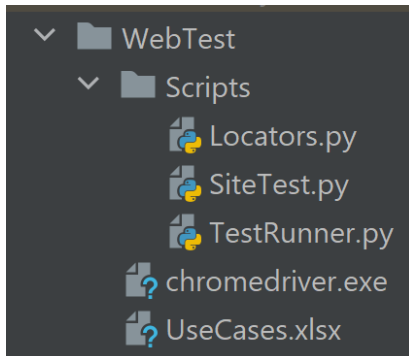 WebTest
Scripts
Locators.py
SiteTest.py
TestRunner.py
chromedriver.exe
UseCases.xlsx